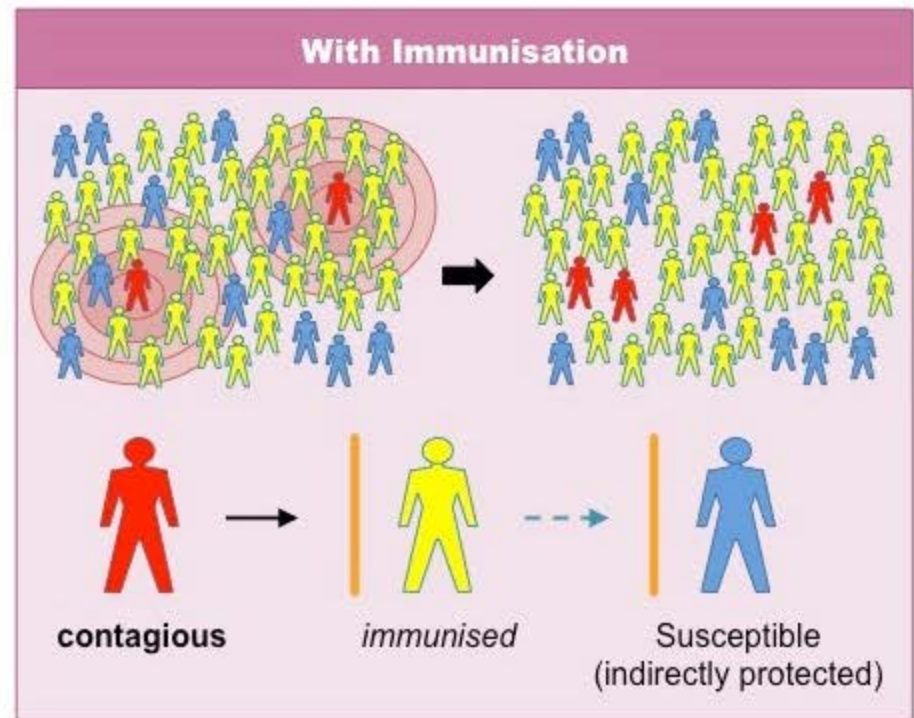 With Immunisation
contagious
immunised
Susceptible
(indirectly protected)